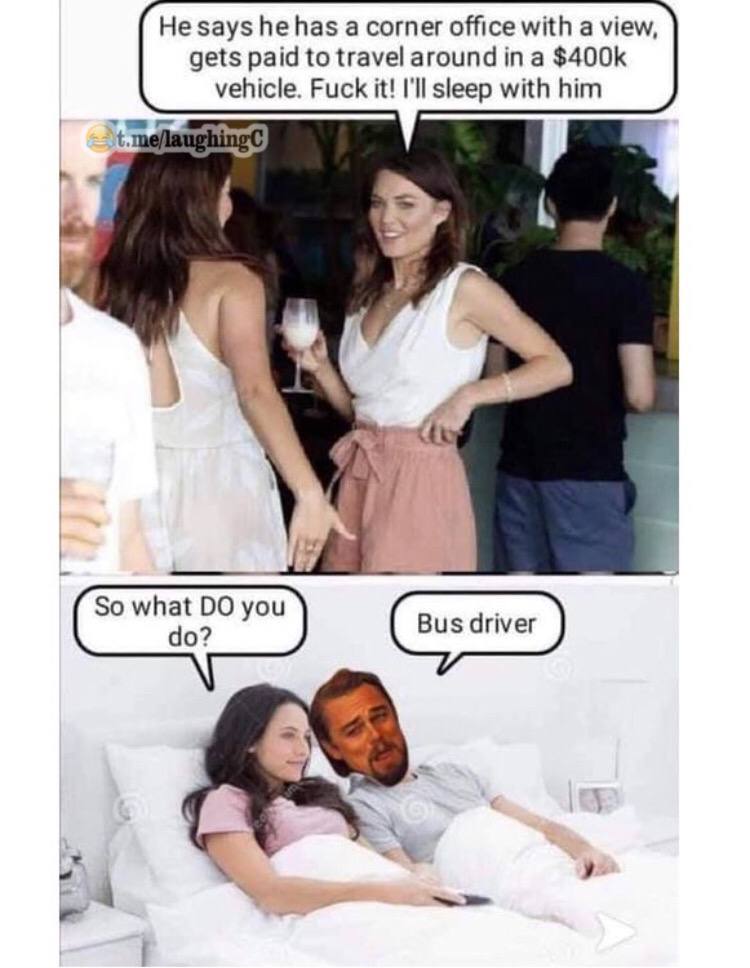 He says he has a corner office with a view,
gets paid to travel around in a $400k
vehicle. Fuck it! I'll sleep with him
t.me/laughingC
So what DO you
do?
Bus driver